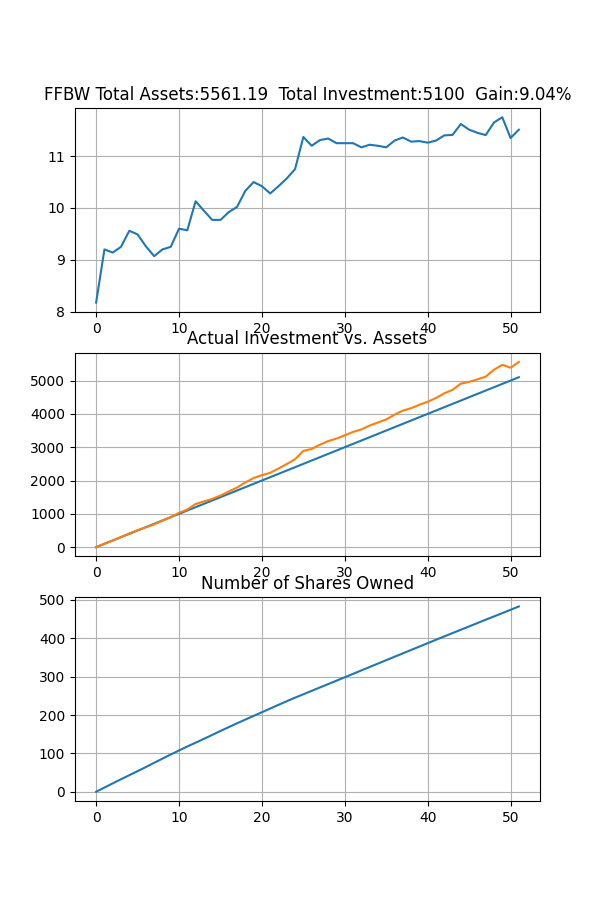 FFBW Total Assets:5561.19  Total Investment:5100  Gain:9.04%
11
10
9
8
0 10 20 30 40 50
Actual Investment vs. Assets
5000
4000
3000
2000
1000
0
0 10 20 30 40 50
Number of Shares Owned
500
400
300
200
100
0
0 10 20 30 40 50